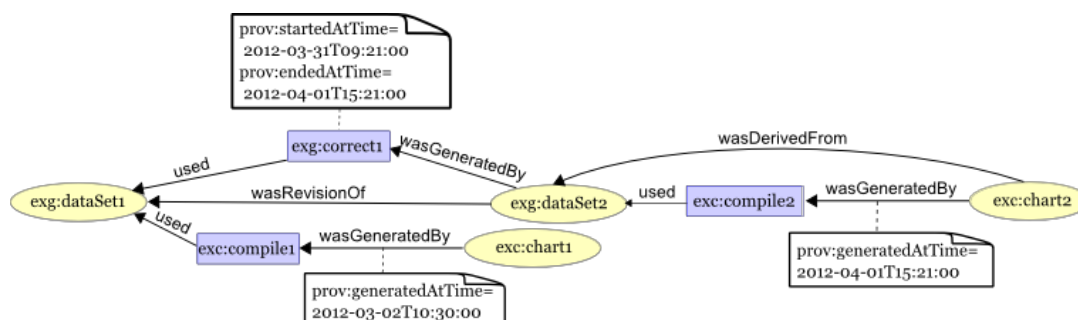 prov:startedAtTime=
2012-03-31T09:21:00
prov:endedAtTime=
2012-04-01T15:21:00
exg:correct1
wasGeneratedBy
wasDerivedFrom
used
exg:dataSet1
wasRevisionOf
exg:dataSet2
used
exc:compile2
wasGeneratedBy
exc:chart2
used
exc:compile1
wasGeneratedBy
exc:chart1
prov:generatedAtTime=
2012-04-01T15:21:00
prov:generatedAtTime=
2012-03-02T10:30:00